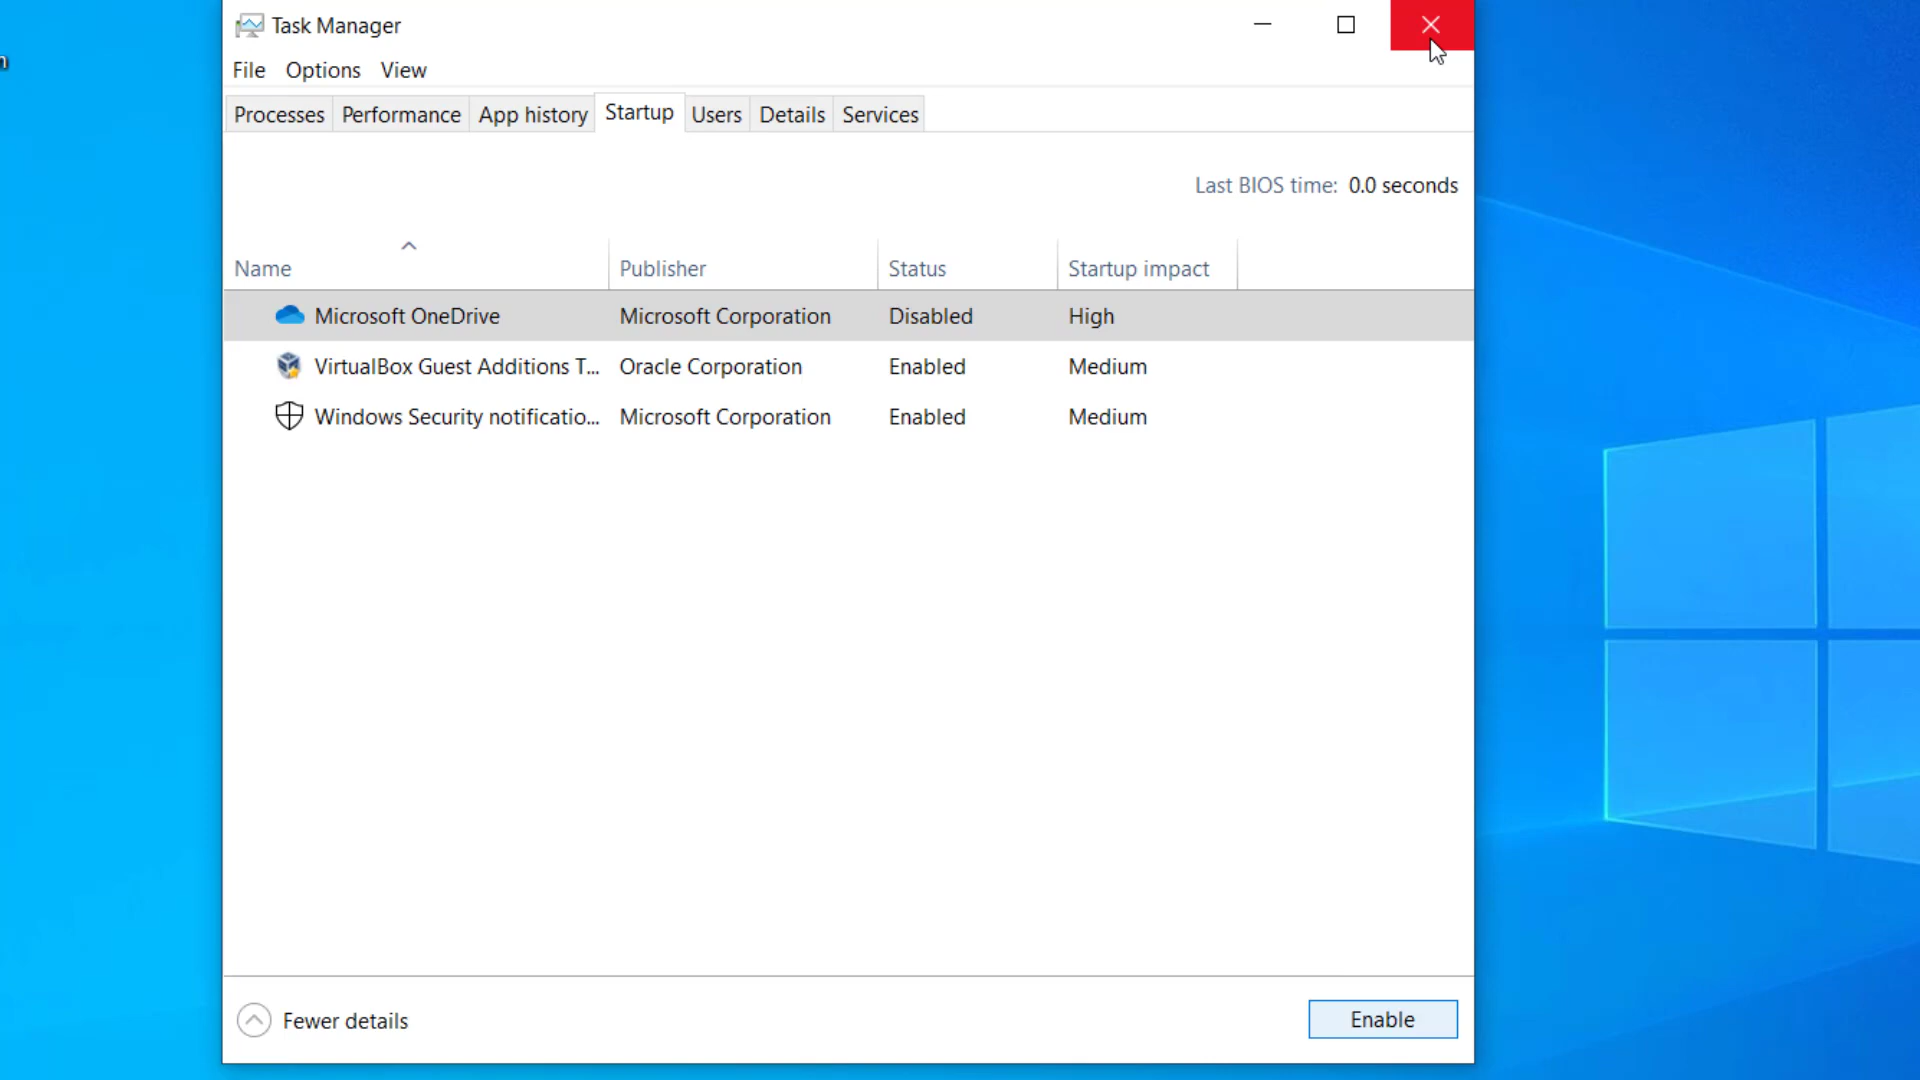 Task Manager
File Options View
Processes Performance App history Startup Users Details Services
Last BIOS time: 0.0 seconds
Name Publisher Status Startup impact
Microsoft OneDrive Microsoft Corporation Disabled High
VirtualBox Guest Additions T... Oracle Corporation Enabled Medium
Windows Security notificatio... Microsoft Corporation Enabled Medium
Fewer details Enable